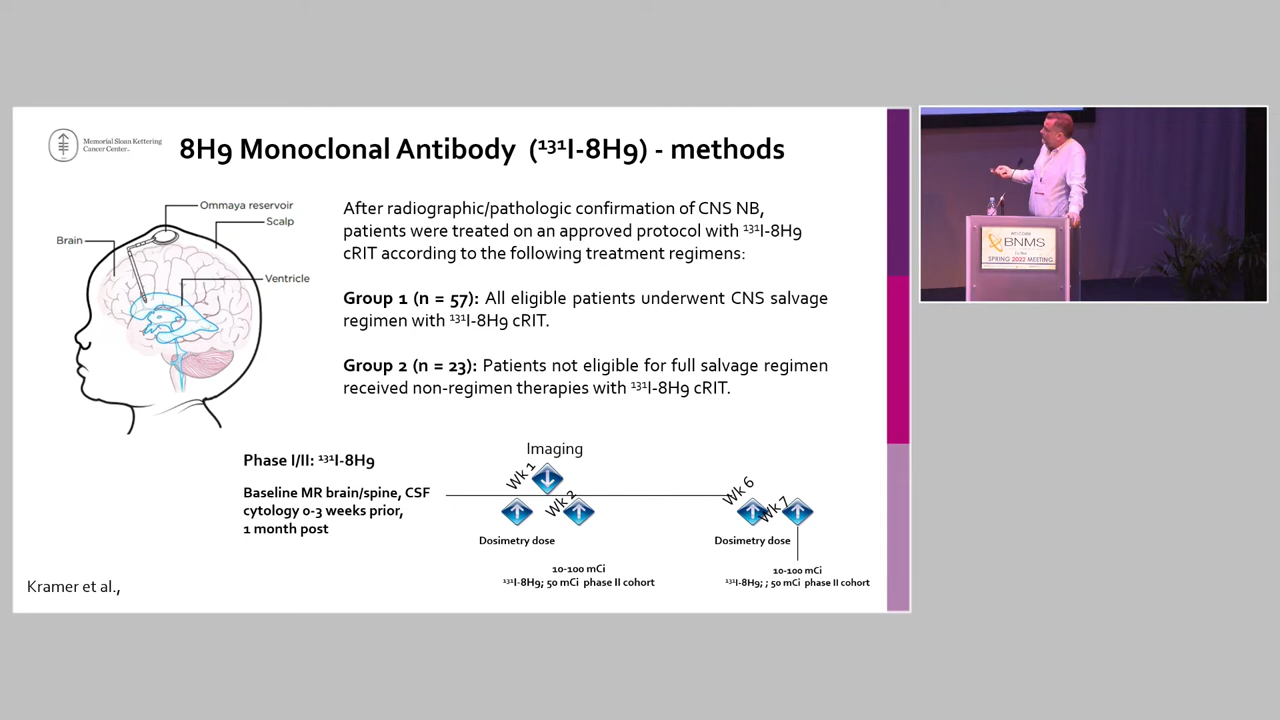 Memorial Sloan Kettering
Cancer Center
8H9 Monoclonal Antibody (¹³¹I-8H9) - methods
Ommaya reservoir
Scalp
Brain
Ventricle
After radiographic/pathologic confirmation of CNS NB,
patients were treated on an approved protocol with ¹³¹I-8H9
cRIT according to the following treatment regimens:
Group 1 (n = 57): All eligible patients underwent CNS salvage
regimen with ¹³¹I-8H9 cRIT.
Group 2 (n = 23): Patients not eligible for full salvage regimen
received non-regimen therapies with ¹³¹I-8H9 cRIT.
Phase I/II: ¹³¹I-8H9
Baseline MR brain/spine, CSF
cytology 0-3 weeks prior,
1 month post
Imaging
Wk 1
Wk 2
Wk 6
Wk 7
Dosimetry dose
Dosimetry dose
10-100 mCi
¹³¹I-8H9; 50 mCi phase II cohort
10-100 mCi
¹³¹I-8H9; ; 50 mCi phase II cohort
Kramer et al.,
BNMS
SPRING 2022 MEETING